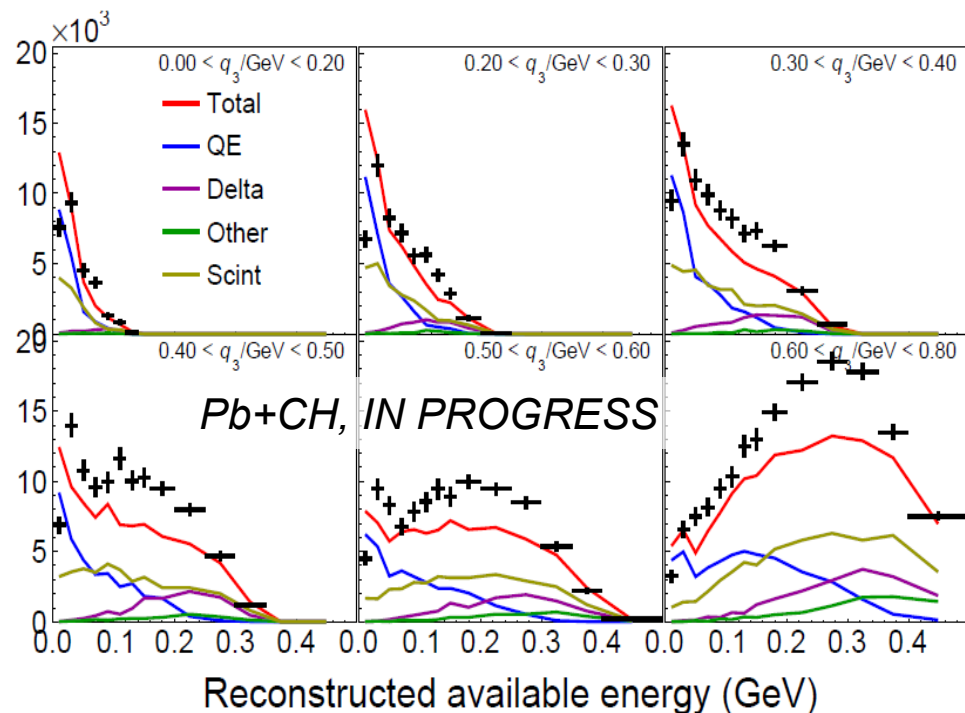 ×10³
20
15
10
5
0
0.00 < q₃/GeV < 0.20
Total
QE
Delta
Other
Scint
0.20 < q₃/GeV < 0.30
0.30 < q₃/GeV < 0.40
20
15
10
5
0
0.40 < q₃/GeV < 0.50
0.50 < q₃/GeV < 0.60
0.60 < q₃/GeV < 0.80
Pb+CH, IN PROGRESS
0.0 0.1 0.2 0.3 0.4 0.0 0.1 0.2 0.3 0.4 0.0 0.1 0.2 0.3 0.4
Reconstructed available energy (GeV)